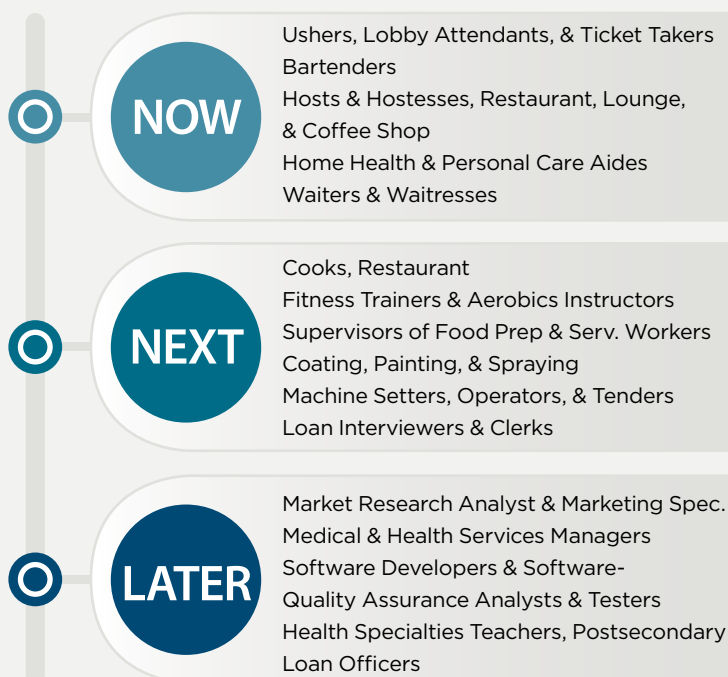 NOW
Ushers, Lobby Attendants, & Ticket Takers
Bartenders
Hosts & Hostesses, Restaurant, Lounge,
& Coffee Shop
Home Health & Personal Care Aides
Waiters & Waitresses
NEXT
Cooks, Restaurant
Fitness Trainers & Aerobics Instructors
Supervisors of Food Prep & Serv. Workers
Coating, Painting, & Spraying
Machine Setters, Operators, & Tenders
Loan Interviewers & Clerks
LATER
Market Research Analyst & Marketing Spec.
Medical & Health Services Managers
Software Developers & Software-
Quality Assurance Analysts & Testers
Health Specialties Teachers, Postsecondary
Loan Officers